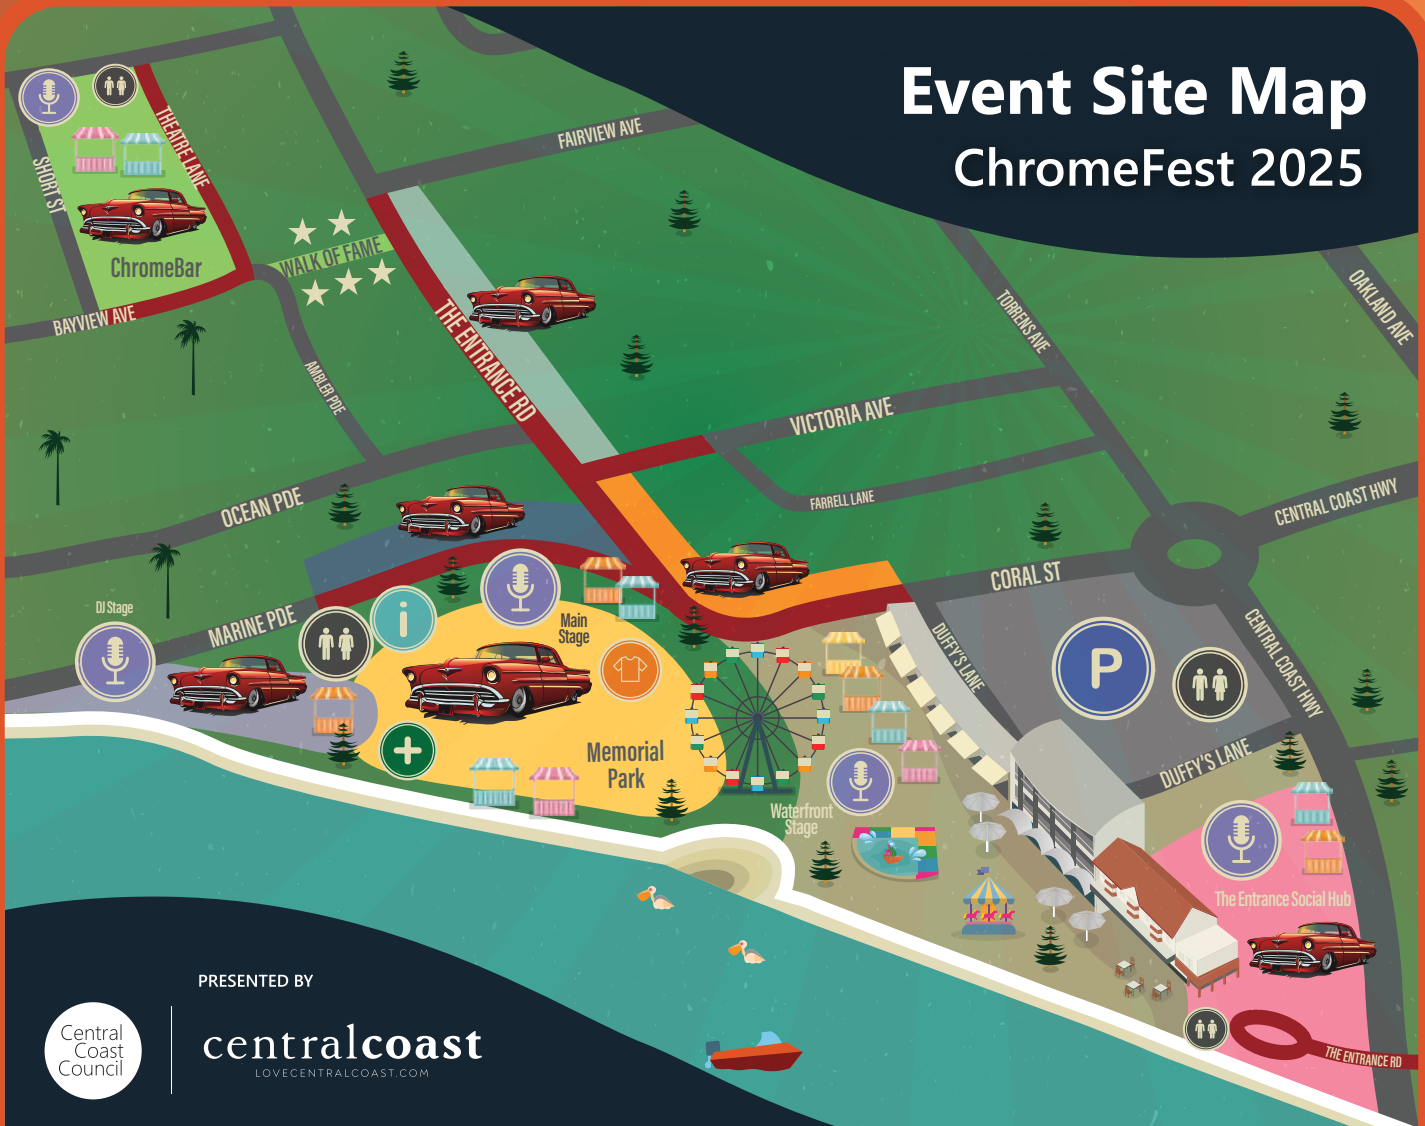 Event Site Map
ChromeFest 2025
FAIRVIEW AVE
THEATRE LANE
SHORT ST
ChromeBar
WALK OF FAME
BAYVIEW AVE
THE ENTRANCE RD
AMBLER PDE
TORRENS AVE
OAKLAND AVE
VICTORIA AVE
FARRELL LANE
OCEAN PDE
CENTRAL COAST HWY
CORAL ST
DJ Stage
MARINE PDE
i
Main
Stage
DUFFY'S LANE
P
CENTRAL COAST HWY
Memorial
Park
DUFFY'S LANE
Waterfront
Stage
The Entrance Social Hub
THE ENTRANCE RD
PRESENTED BY
Central
Coast
Council
centralcoast
LOVECENTRALCOAST.COM